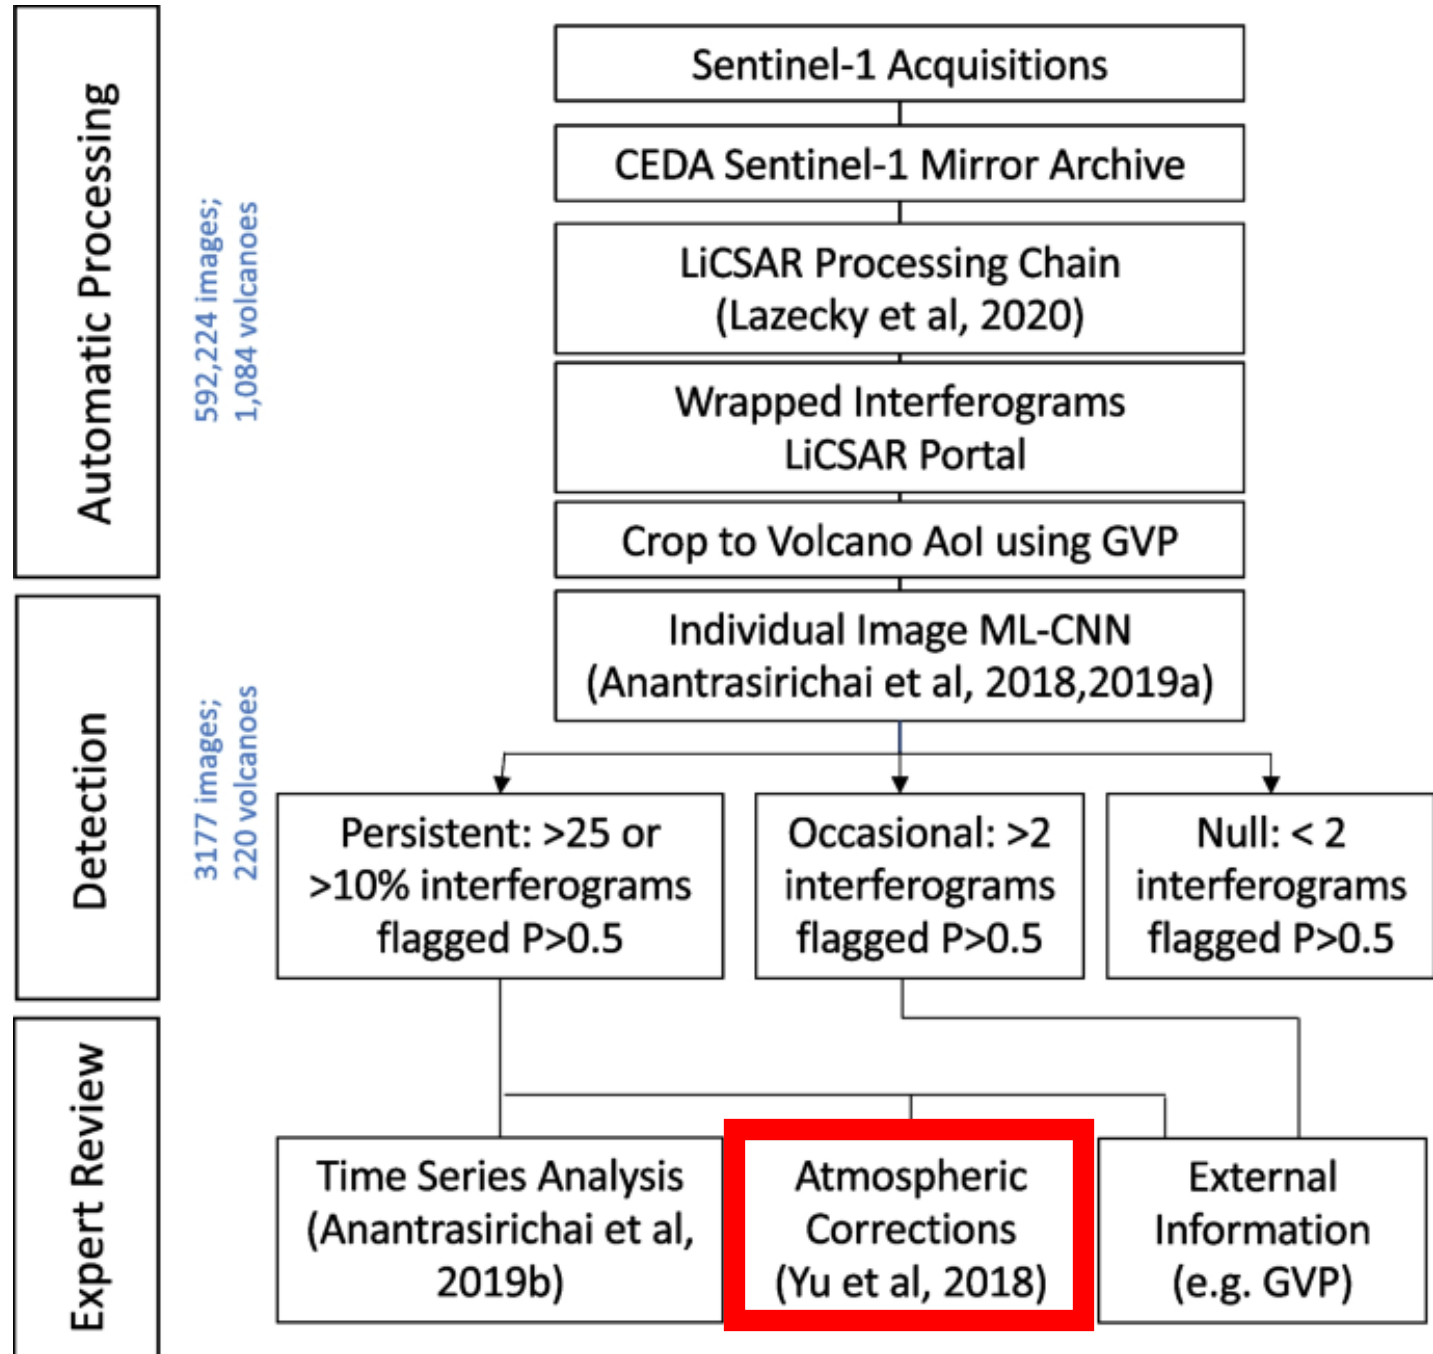 Automatic Processing
592,224 images;
1,084 volcanoes
Sentinel-1 Acquisitions
CEDA Sentinel-1 Mirror Archive
LiCSAR Processing Chain
(Lazecky et al, 2020)
Wrapped Interferograms
LiCSAR Portal
Crop to Volcano AoI using GVP
Detection
3177 images;
220 volcanoes
Individual Image ML-CNN
(Anantrasirichai et al, 2018,2019a)
Persistent: >25 or
>10% interferograms
flagged P>0.5
Occasional: >2
interferograms
flagged P>0.5
Null: < 2
interferograms
flagged P>0.5
Expert Review
Time Series Analysis
(Anantrasirichai et al,
2019b)
Atmospheric
Corrections
(Yu et al, 2018)
External
Information
(e.g. GVP)